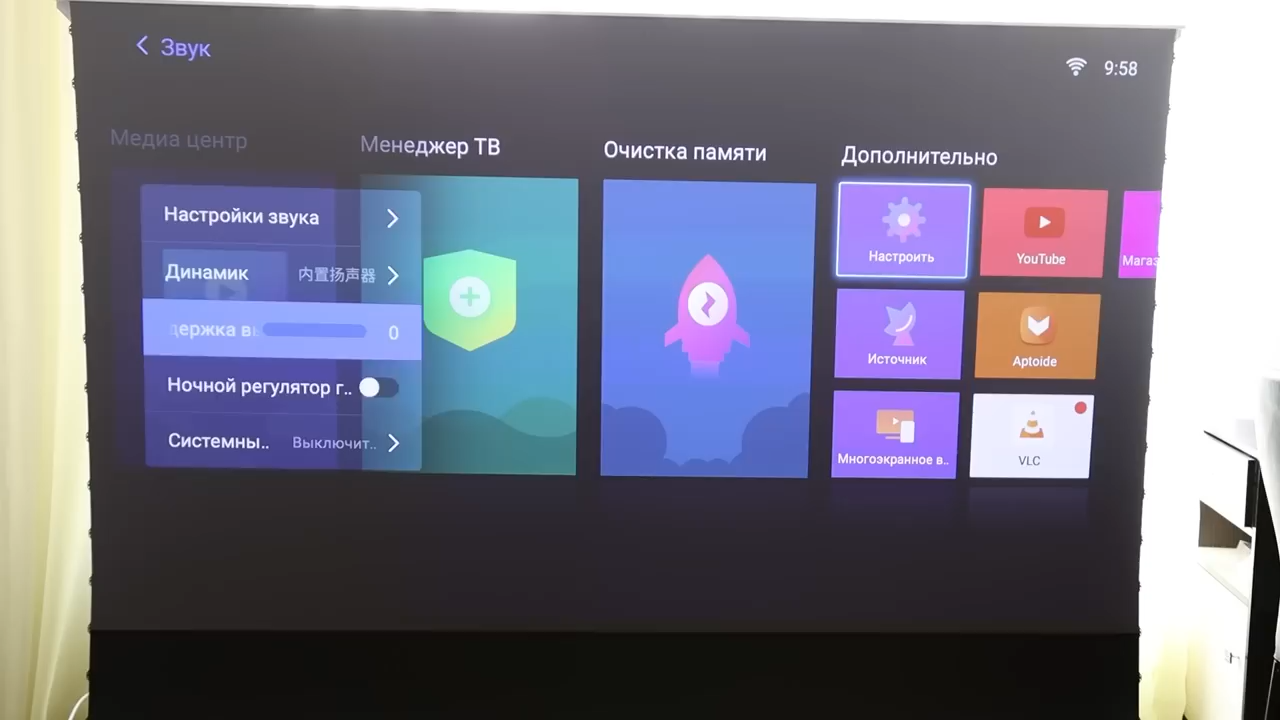 Звук
9:58
Медиа центр
Менеджер ТВ
Очистка памяти
Дополнительно
Настройки звука
Динамик 内置扬声器
держка вы 0
Ночной регулятор г..
Системны.. Выключит..
Настроить
YouTube
Магаз
Источник
Aptoide
Многоэкранное в..
VLC